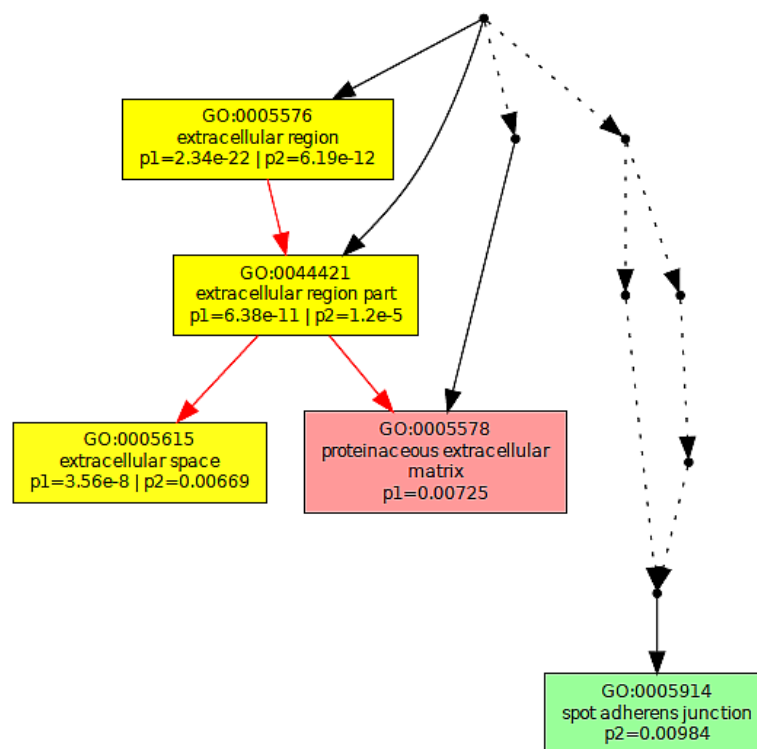 GO:0005576
extracellular region
p1=2.34e-22 | p2=6.19e-12
GO:0044421
extracellular region part
p1=6.38e-11 | p2=1.2e-5
GO:0005615
extracellular space
p1=3.56e-8 | p2=0.00669
GO:0005578
proteinaceous extracellular
matrix
p1=0.00725
GO:0005914
spot adherens junction
p2=0.00984